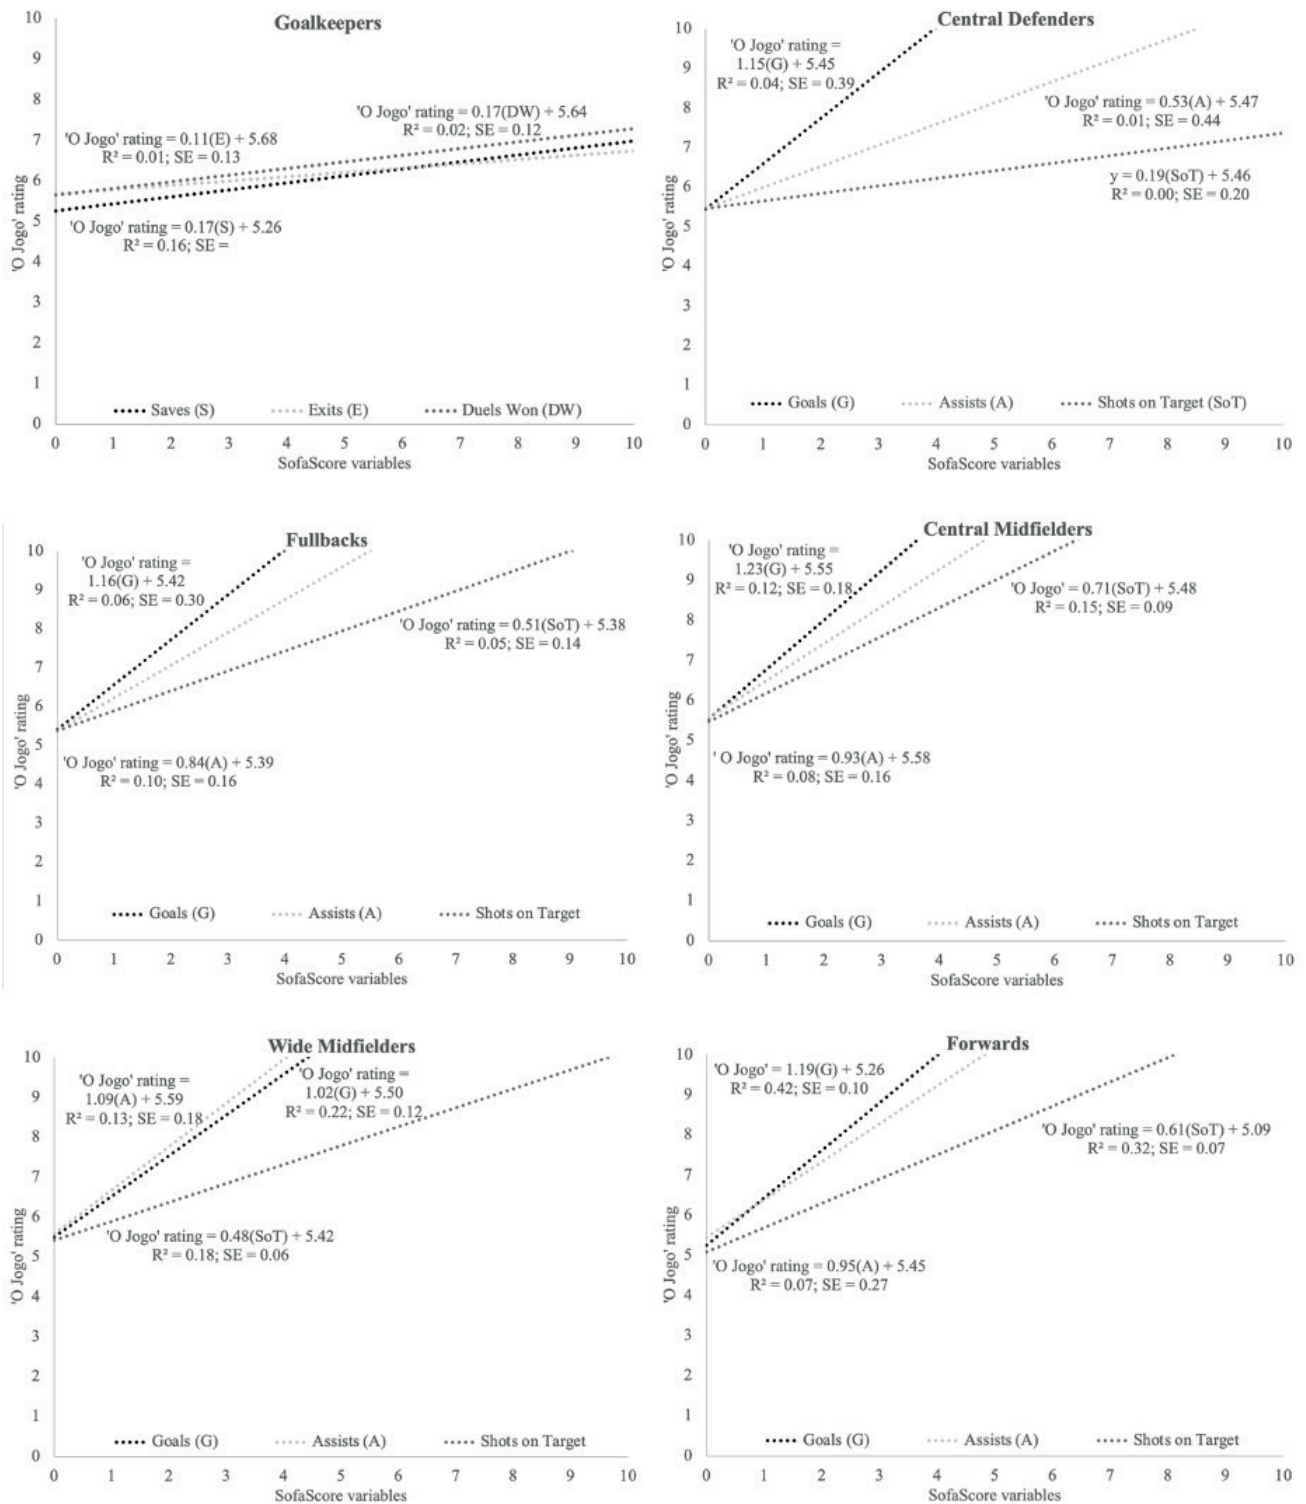 Goalkeepers
10
9
8
7
6
5
4
3
2
1
0
'O Jogo' rating
'O Jogo' rating = 0.17(DW) + 5.64
R² = 0.02; SE = 0.12
'O Jogo' rating = 0.11(E) + 5.68
R² = 0.01; SE = 0.13
'O Jogo' rating = 0.17(S) + 5.26
R² = 0.16; SE =
Saves (S) Exits (E) Duels Won (DW)
0 1 2 3 4 5 6 7 8 9 10
SofaScore variables
Central Defenders
10
9
8
7
6
5
4
3
2
1
0
'O Jogo' rating
'O Jogo' rating =
1.15(G) + 5.45
R² = 0.04; SE = 0.39
'O Jogo' rating = 0.53(A) + 5.47
R² = 0.01; SE = 0.44
y = 0.19(SoT) + 5.46
R² = 0.00; SE = 0.20
Goals (G) Assists (A) Shots on Target (SoT)
0 1 2 3 4 5 6 7 8 9 10
SofaScore variables
Fullbacks
10
9
8
7
6
5
4
3
2
1
0
'O Jogo' rating
'O Jogo' rating =
1.16(G) + 5.42
R² = 0.06; SE = 0.30
'O Jogo' rating = 0.51(SoT) + 5.38
R² = 0.05; SE = 0.14
'O Jogo' rating = 0.84(A) + 5.39
R² = 0.10; SE = 0.16
Goals (G) Assists (A) Shots on Target
0 1 2 3 4 5 6 7 8 9 10
SofaScore variables
Central Midfielders
10
9
8
7
6
5
4
3
2
1
0
'O Jogo' rating
'O Jogo' rating =
1.23(G) + 5.55
R² = 0.12; SE = 0.18
'O Jogo' = 0.71(SoT) + 5.48
R² = 0.15; SE = 0.09
' O Jogo' rating = 0.93(A) + 5.58
R² = 0.08; SE = 0.16
Goals (G) Assists (A) Shots on Target
0 1 2 3 4 5 6 7 8 9 10
SofaScore variables
Wide Midfielders
10
9
8
7
6
5
4
3
2
1
0
'O Jogo' rating
'O Jogo' rating =
1.09(A) + 5.59
R² = 0.13; SE = 0.18
'O Jogo' rating =
1.02(G) + 5.50
R² = 0.22; SE = 0.12
'O Jogo' rating = 0.48(SoT) + 5.42
R² = 0.18; SE = 0.06
Goals (G) Assists (A) Shots on Target
0 1 2 3 4 5 6 7 8 9 10
SofaScore variables
Forwards
10
9
8
7
6
5
4
3
2
1
0
'O Jogo' rating
'O Jogo' = 1.19(G) + 5.26
R² = 0.42; SE = 0.10
'O Jogo' rating = 0.61(SoT) + 5.09
R² = 0.32; SE = 0.07
'O Jogo' rating = 0.95(A) + 5.45
R² = 0.07; SE = 0.27
Goals (G) Assists (A) Shots on Target
0 1 2 3 4 5 6 7 8 9 10
SofaScore variables